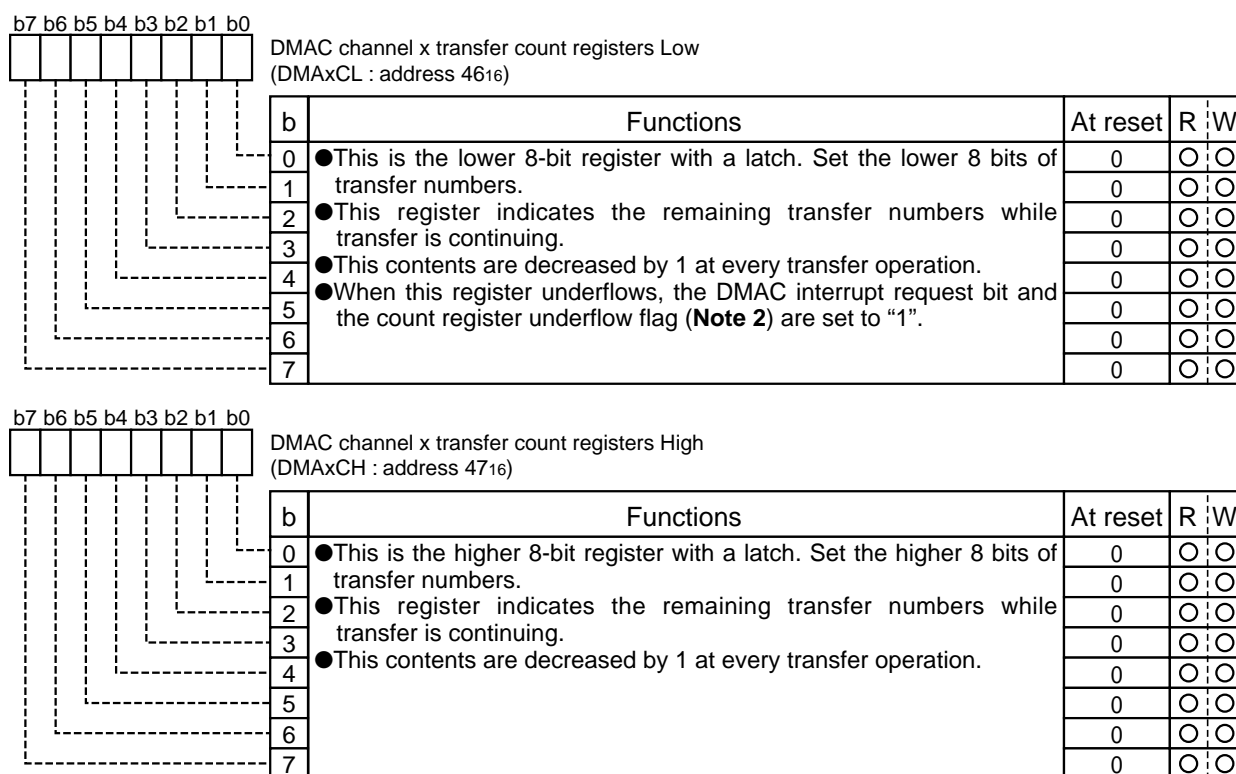 b7 b6 b5 b4 b3 b2 b1 b0
DMAC channel x transfer count registers Low
(DMAxCL : address 4616)
b Functions At reset R W
0 ●This is the lower 8-bit register with a latch. Set the lower 8 bits of 0 ○ ○
1 transfer numbers. 0 ○ ○
2 ●This register indicates the remaining transfer numbers while 0 ○ ○
3 transfer is continuing. 0 ○ ○
4 ●This contents are decreased by 1 at every transfer operation. 0 ○ ○
5 ●When this register underflows, the DMAC interrupt request bit and 0 ○ ○
6 the count register underflow flag (Note 2) are set to “1”. 0 ○ ○
7 0 ○ ○
b7 b6 b5 b4 b3 b2 b1 b0
DMAC channel x transfer count registers High
(DMAxCH : address 4716)
b Functions At reset R W
0 ●This is the higher 8-bit register with a latch. Set the higher 8 bits of 0 ○ ○
1 transfer numbers. 0 ○ ○
2 ●This register indicates the remaining transfer numbers while 0 ○ ○
3 transfer is continuing. 0 ○ ○
4 ●This contents are decreased by 1 at every transfer operation. 0 ○ ○
5 0 ○ ○
6 0 ○ ○
7 0 ○ ○